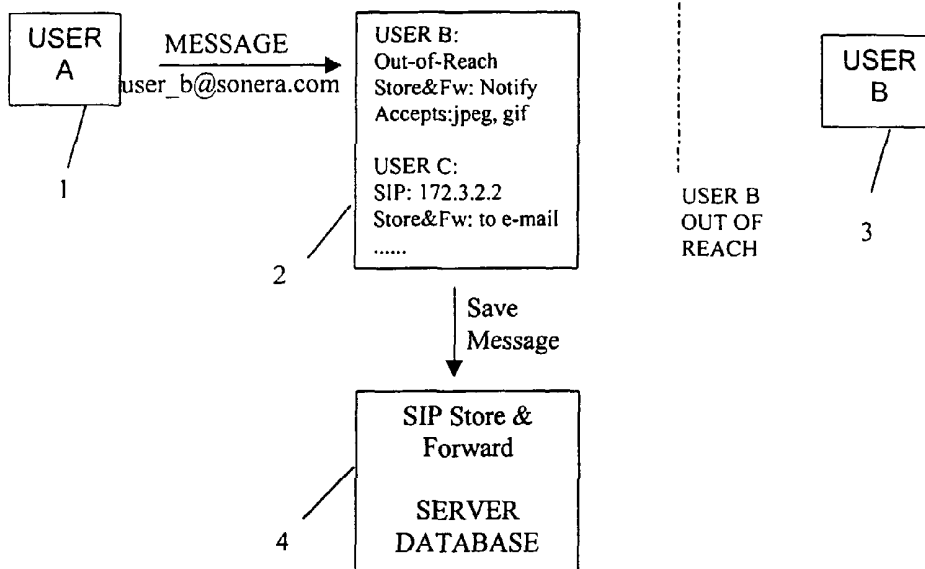 USER
A
MESSAGE
user_b@sonera.com
1
USER B:
Out-of-Reach
Store&Fw: Notify
Accepts:jpeg, gif
USER C:
SIP: 172.3.2.2
Store&Fw: to e-mail
......
2
USER B
OUT OF
REACH
USER
B
3
Save
Message
SIP Store &
Forward
SERVER
DATABASE
4